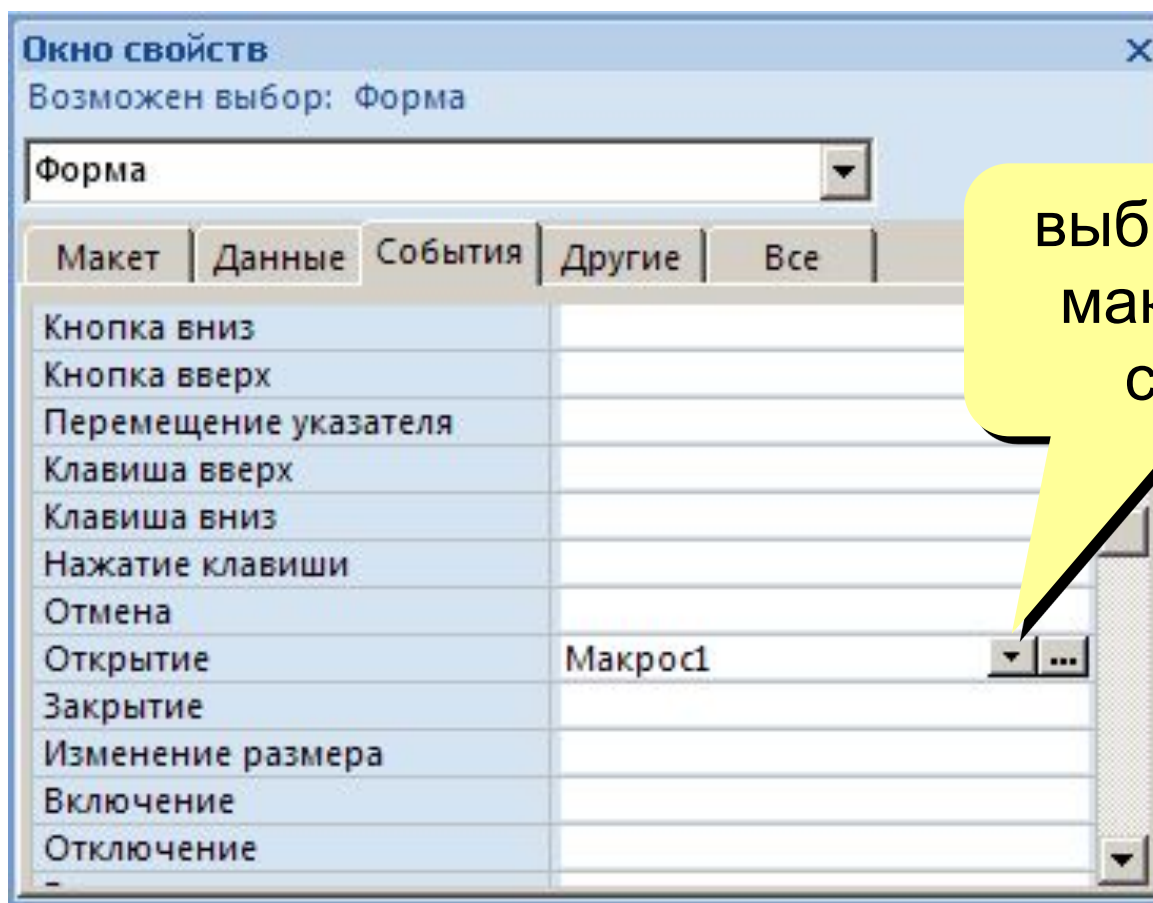 Окно свойств
Возможен выбор: Форма
Форма
Макет Данные События Другие Все
Кнопка вниз
Кнопка вверх
Перемещение указателя
Клавиша вверх
Клавиша вниз
Нажатие клавиши
Отмена
Открытие Макрос1
Закрытие
Изменение размера
Включение
Отключение